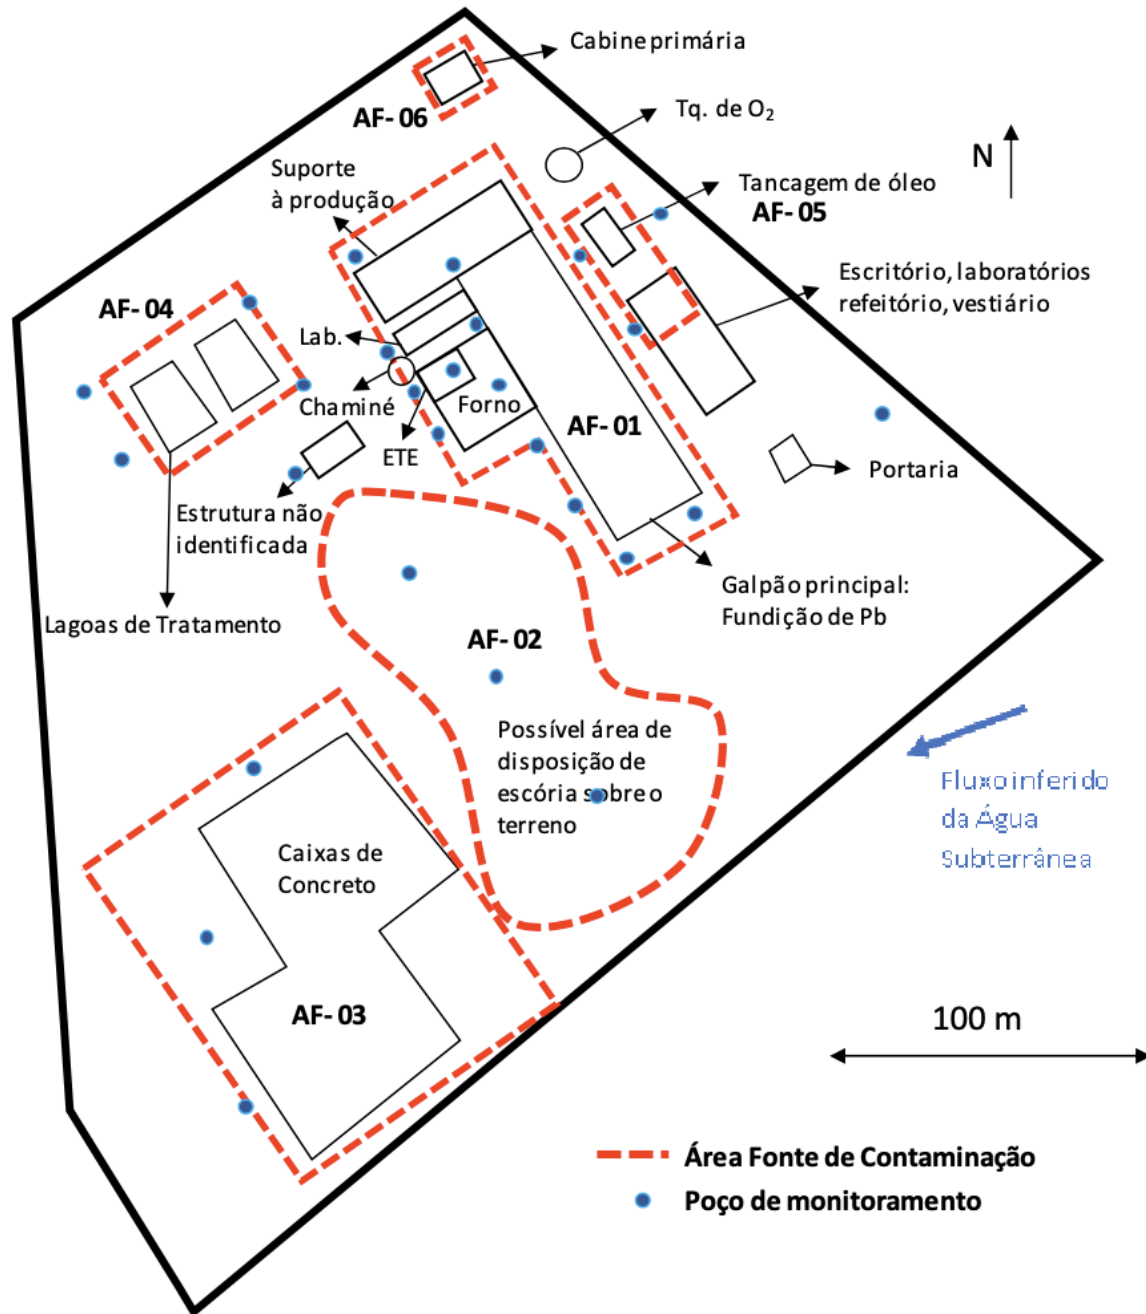 Cabine primária
AF- 06
Tq. de O2
N
Suporte
à produção
Tancagem de óleo
AF- 05
Escritório, laboratórios
refeitório, vestiário
AF- 04
Lab.
Chaminé
Forno
AF- 01
ETE
Portaria
Estrutura não
identificada
Galpão principal:
Fundição de Pb
Lagoas de Tratamento
AF- 02
Possível área de
disposição de
escória sobre o
terreno
Fluxo inferido
da Água
Subterrânea
Caixas de
Concreto
AF- 03
100 m
Área Fonte de Contaminação
Poço de monitoramento